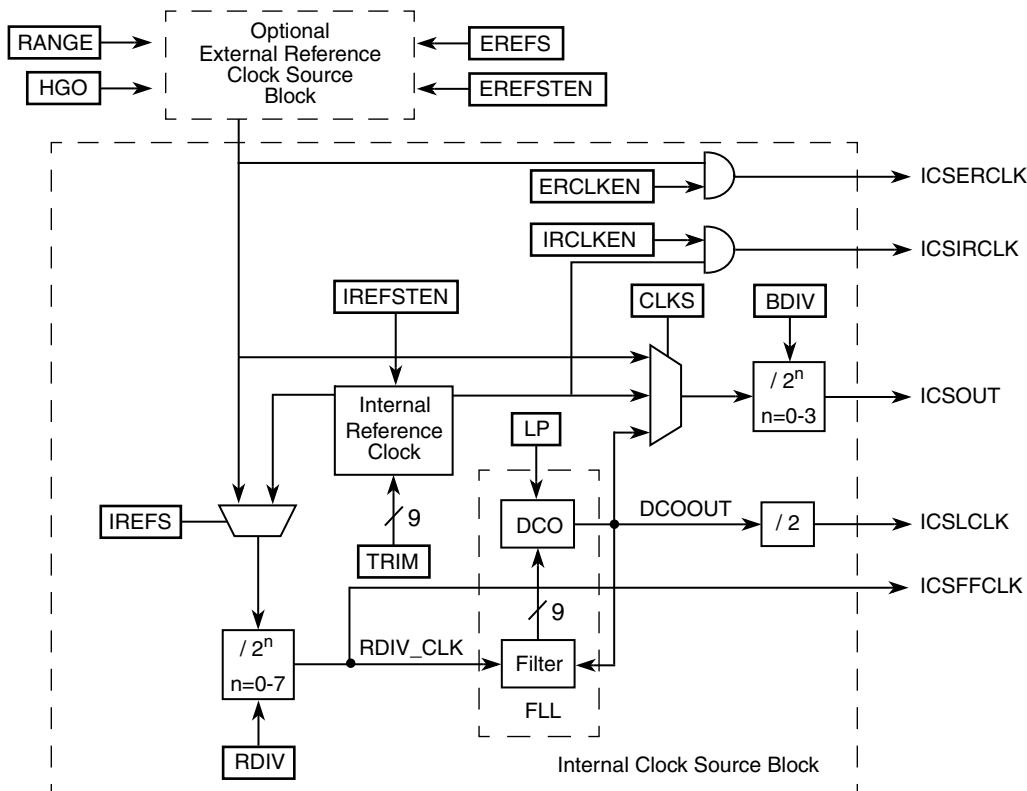 RANGE
HGO
Optional
External Reference
Clock Source
Block
EREFS
EREFSTEN
ERCLKEN
ICSERCLK
IRCLKEN
ICSIRCLK
IREFSTEN
CLKS
BDIV
Internal
Reference
Clock
/ 2ⁿ
n=0-3
ICSOUT
LP
9
TRIM
IREFS
DCO
DCOOUT
/ 2
ICSLCLK
ICSFFCLK
9
/ 2ⁿ
n=0-7
RDIV_CLK
Filter
FLL
RDIV
Internal Clock Source Block